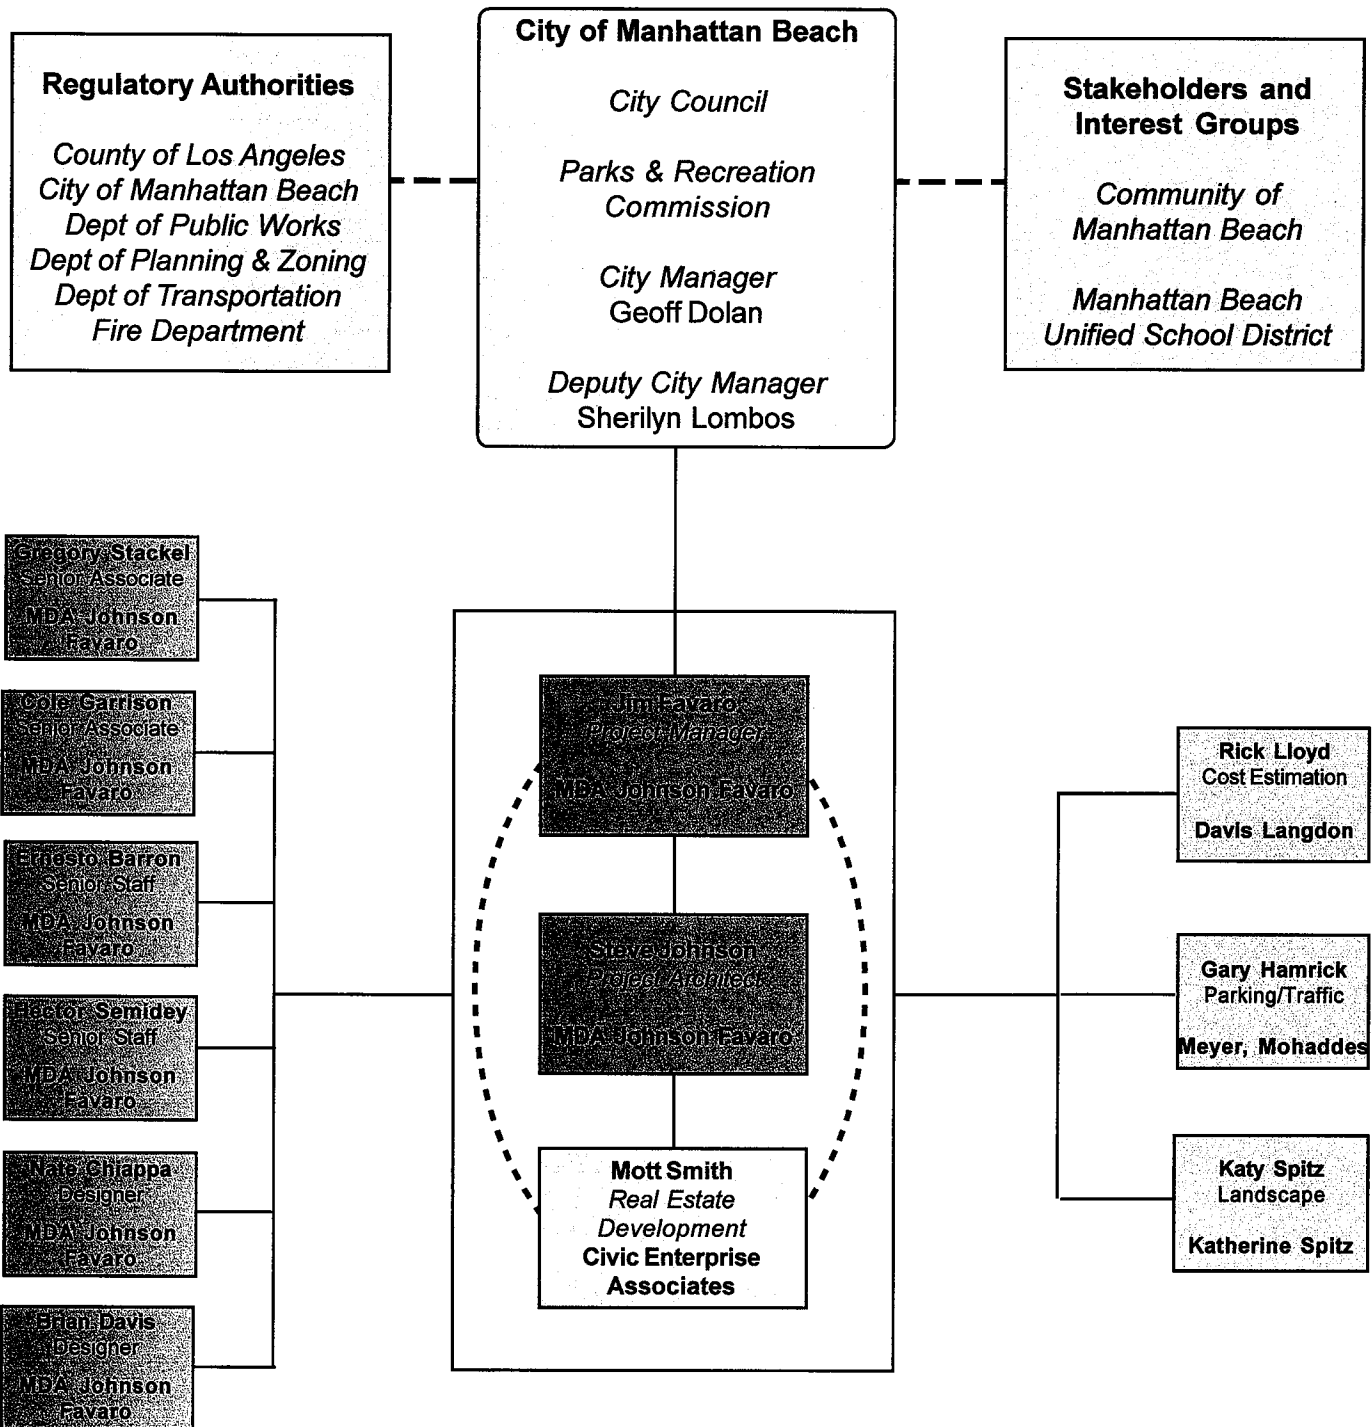 City of Manhattan Beach
City Council
Parks & Recreation
Commission
City Manager
Geoff Dolan
Deputy City Manager
Sherilyn Lombos
Regulatory Authorities
County of Los Angeles
City of Manhattan Beach
Dept of Public Works
Dept of Planning & Zoning
Dept of Transportation
Fire Department
Stakeholders and
Interest Groups
Community of
Manhattan Beach
Manhattan Beach
Unified School District
Gregory Stackel
Senior Associate
MDA Johnson
Favaro
Cole Garrison
Senior Associate
MDA Johnson
Favaro
Ernesto Barron
Senior Staff
MDA Johnson
Favaro
Hector Semidey
Senior Staff
MDA Johnson
Favaro
Nate Chiappa
Designer
MDA Johnson
Favaro
Brian Davis
Designer
MDA Johnson
Favaro
Jim Favaro
Project Manager
MDA Johnson Favaro
Steve Johnson
Project Architect
MDA Johnson Favaro
Mott Smith
Real Estate
Development
Civic Enterprise
Associates
Rick Lloyd
Cost Estimation
Davis Langdon
Gary Hamrick
Parking/Traffic
Meyer, Mohaddes
Katy Spitz
Landscape
Katherine Spitz